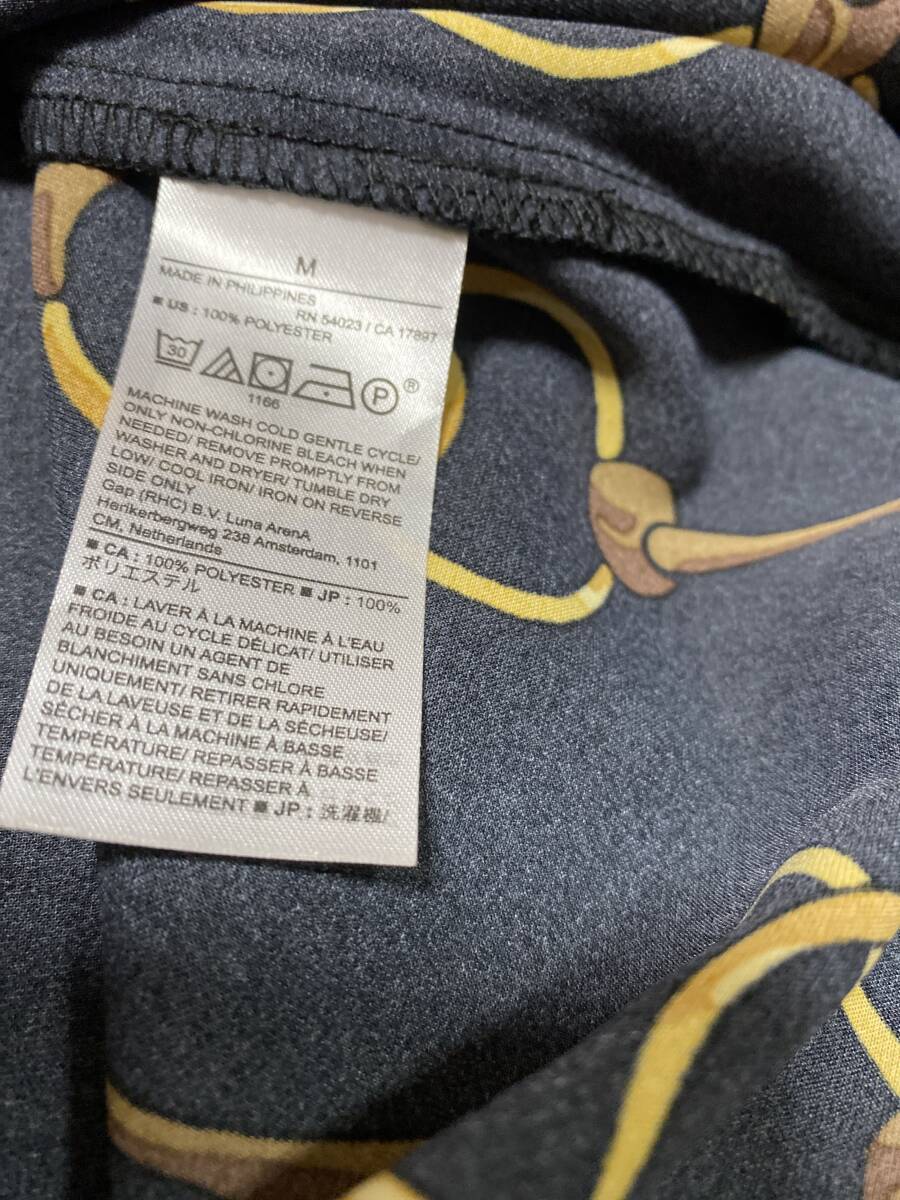 M
MADE IN PHILIPPINES
RN 54023 / CA 17897
■ US : 100% POLYESTER
30
P
®
1166
MACHINE WASH COLD GENTLE CYCLE/
ONLY NON-CHLORINE BLEACH WHEN
NEEDED/ REMOVE PROMPTLY FROM
WASHER AND DRYER/ TUMBLE DRY
LOW/ COOL IRON/ IRON ON REVERSE
SIDE ONLY
Gap (RHC) B.V. Luna ArenA
Herikerbergweg 238 Amsterdam, 1101
CM, Netherlands
■ CA : 100% POLYESTER ■ JP : 100%
ポリエステル
■ CA : LAVER À LA MACHINE À L'EAU
FROIDE AU CYCLE DÉLICAT/ UTILISER
AU BESOIN UN AGENT DE
BLANCHIMENT SANS CHLORE
UNIQUEMENT/ RETIRER RAPIDEMENT
DE LA LAVEUSE ET DE LA SÉCHEUSE/
SÉCHER À LA MACHINE À BASSE
TEMPÉRATURE/ REPASSER À BASSE
TEMPÉRATURE/ REPASSER À
L'ENVERS SEULEMENT ■ JP : 洗濯機/